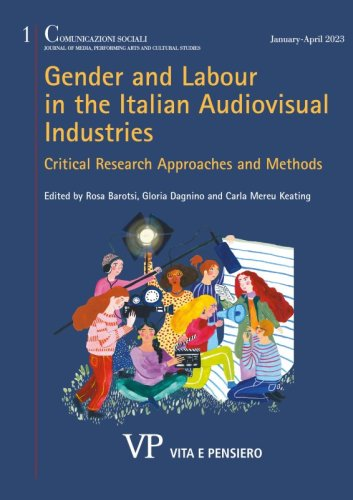 1 COMUNICAZIONI SOCIALI January-April 2023
JOURNAL OF MEDIA, PERFORMING ARTS AND CULTURAL STUDIES
Gender and Labour
in the Italian Audiovisual
Industries
Critical Research Approaches and Methods
Edited by Rosa Barotsi, Gloria Dagnino and Carla Mereu Keating
VP VITA E PENSIERO